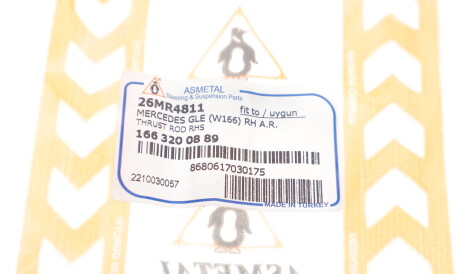 ASMETAL
Steering & Suspension Parts
26MR4811
fit to / uygun
MERCEDES GLE (W166) RH A.R.
THRUST ROD RHS
166 320 08 89
8680617030175
2210030057
MADE IN TURKEY
ASMETAL
ASMETAL